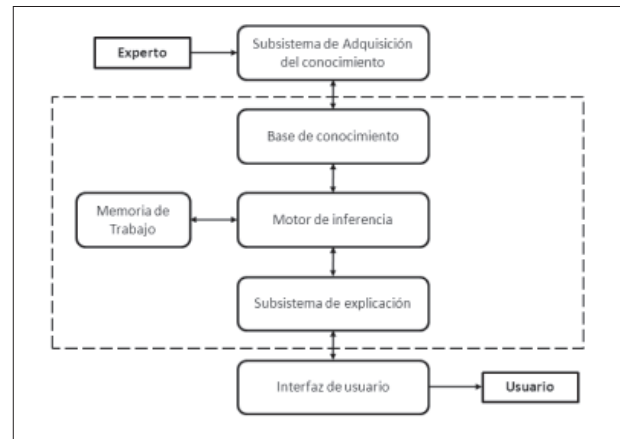 Experto
Subsistema de Adquisición
del conocimiento
Base de conocimiento
Memoria de
Trabajo
Motor de inferencia
Subsistema de explicación
Interfaz de usuario
Usuario